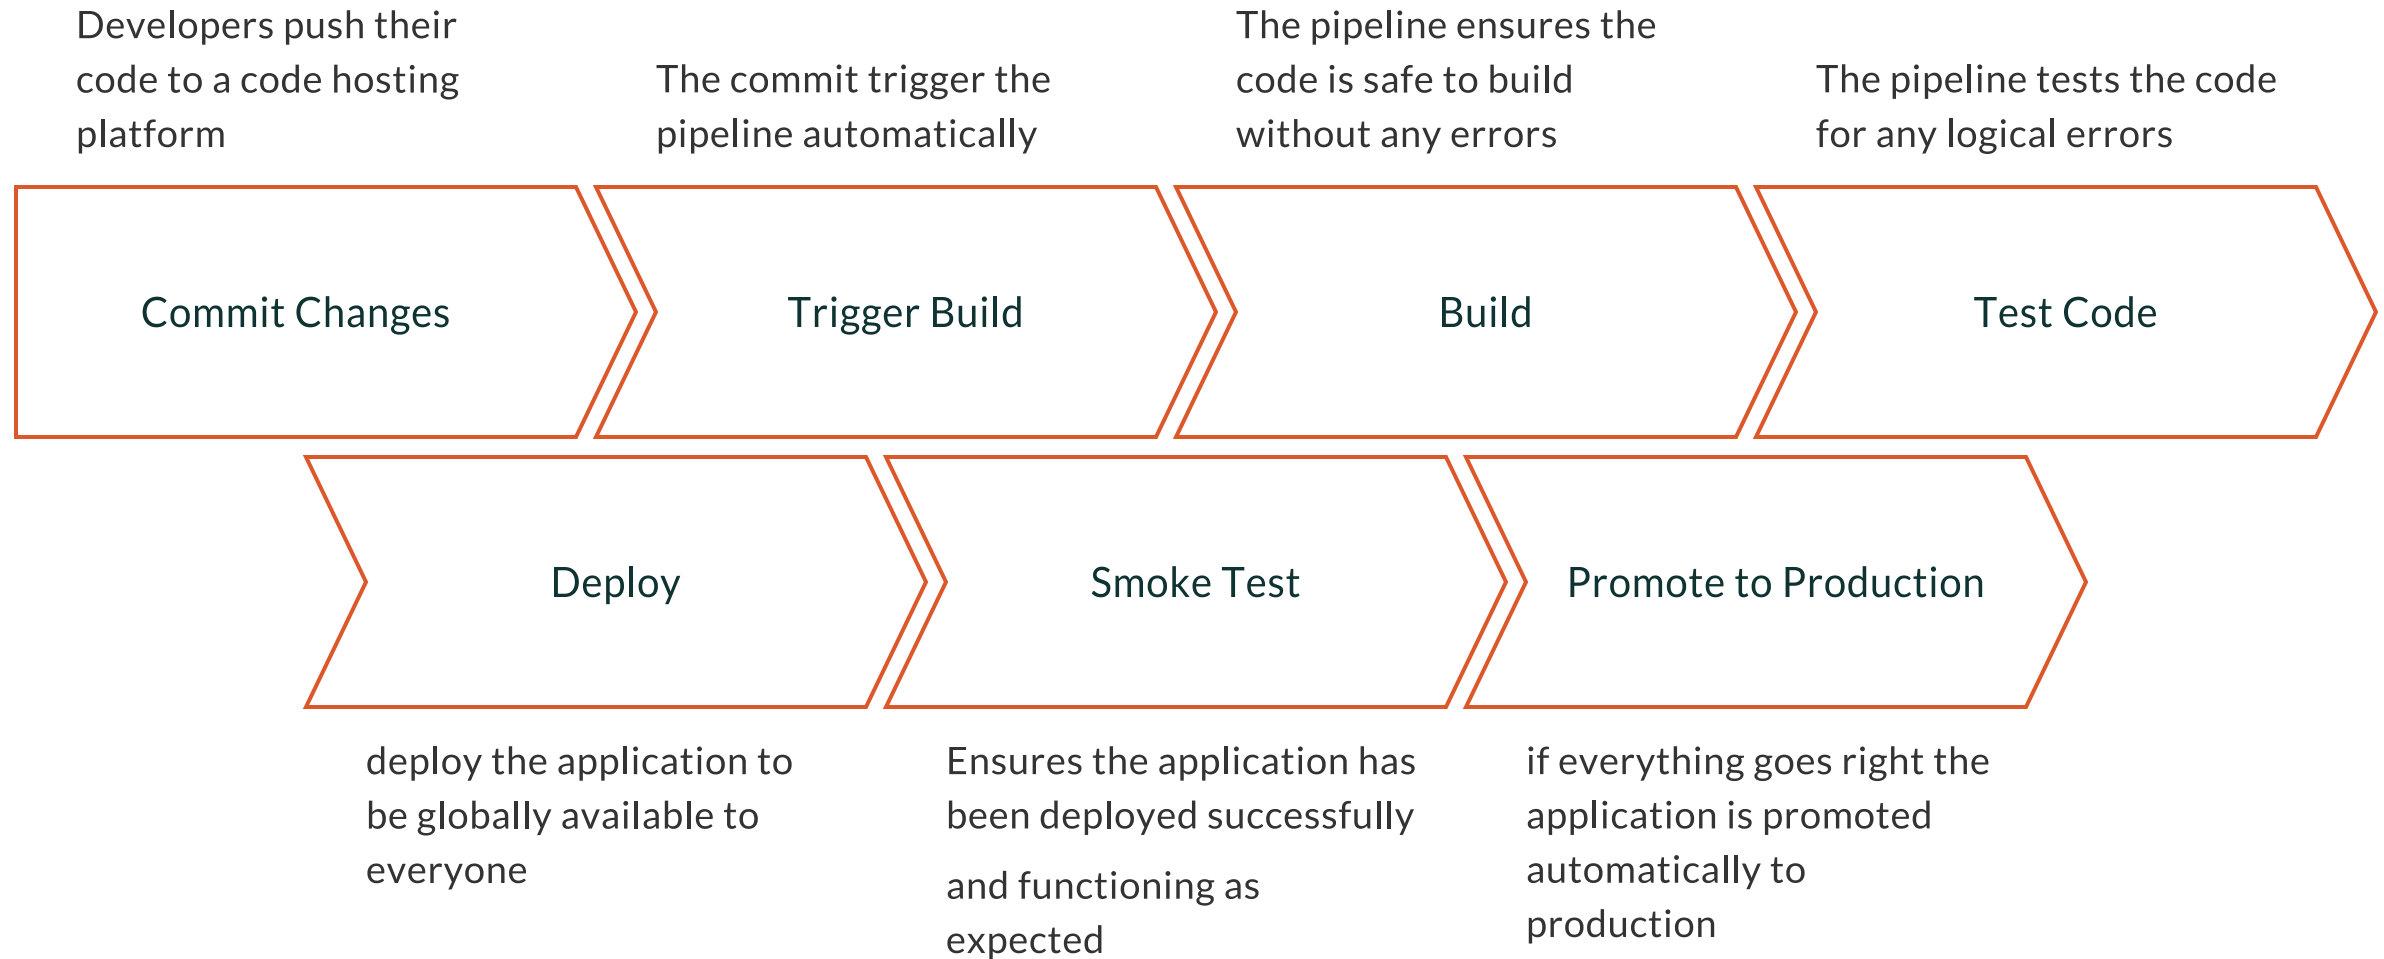 Developers push their
code to a code hosting
platform
The commit trigger the
pipeline automatically
The pipeline ensures the
code is safe to build
without any errors
The pipeline tests the code
for any logical errors
Commit Changes
Trigger Build
Build
Test Code
Deploy
Smoke Test
Promote to Production
deploy the application to
be globally available to
everyone
Ensures the application has
been deployed successfully
and functioning as
expected
if everything goes right the
application is promoted
automatically to
production